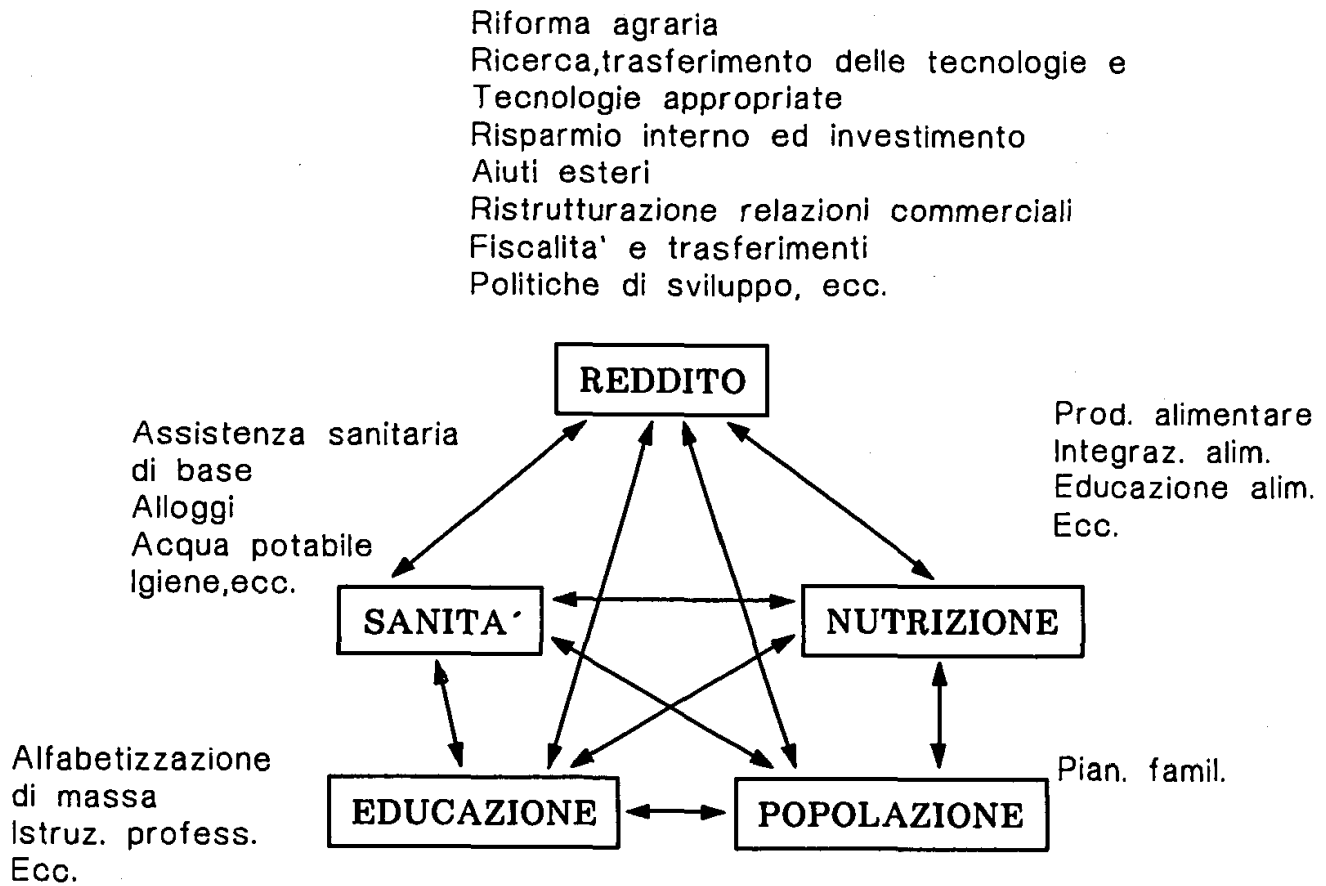 Riforma agraria
Ricerca,trasferimento delle tecnologie e
Tecnologie appropriate
Risparmio interno ed investimento
Aiuti esteri
Ristrutturazione relazioni commerciali
Fiscalita' e trasferimenti
Politiche di sviluppo, ecc.
REDDITO
Assistenza sanitaria
di base
Alloggi
Acqua potabile
Igiene,ecc.
Prod. alimentare
Integraz. alim.
Educazione alim.
Ecc.
SANITA´
NUTRIZIONE
Alfabetizzazione
di massa
Istruz. profess.
Ecc.
EDUCAZIONE
POPOLAZIONE
Pian. famil.